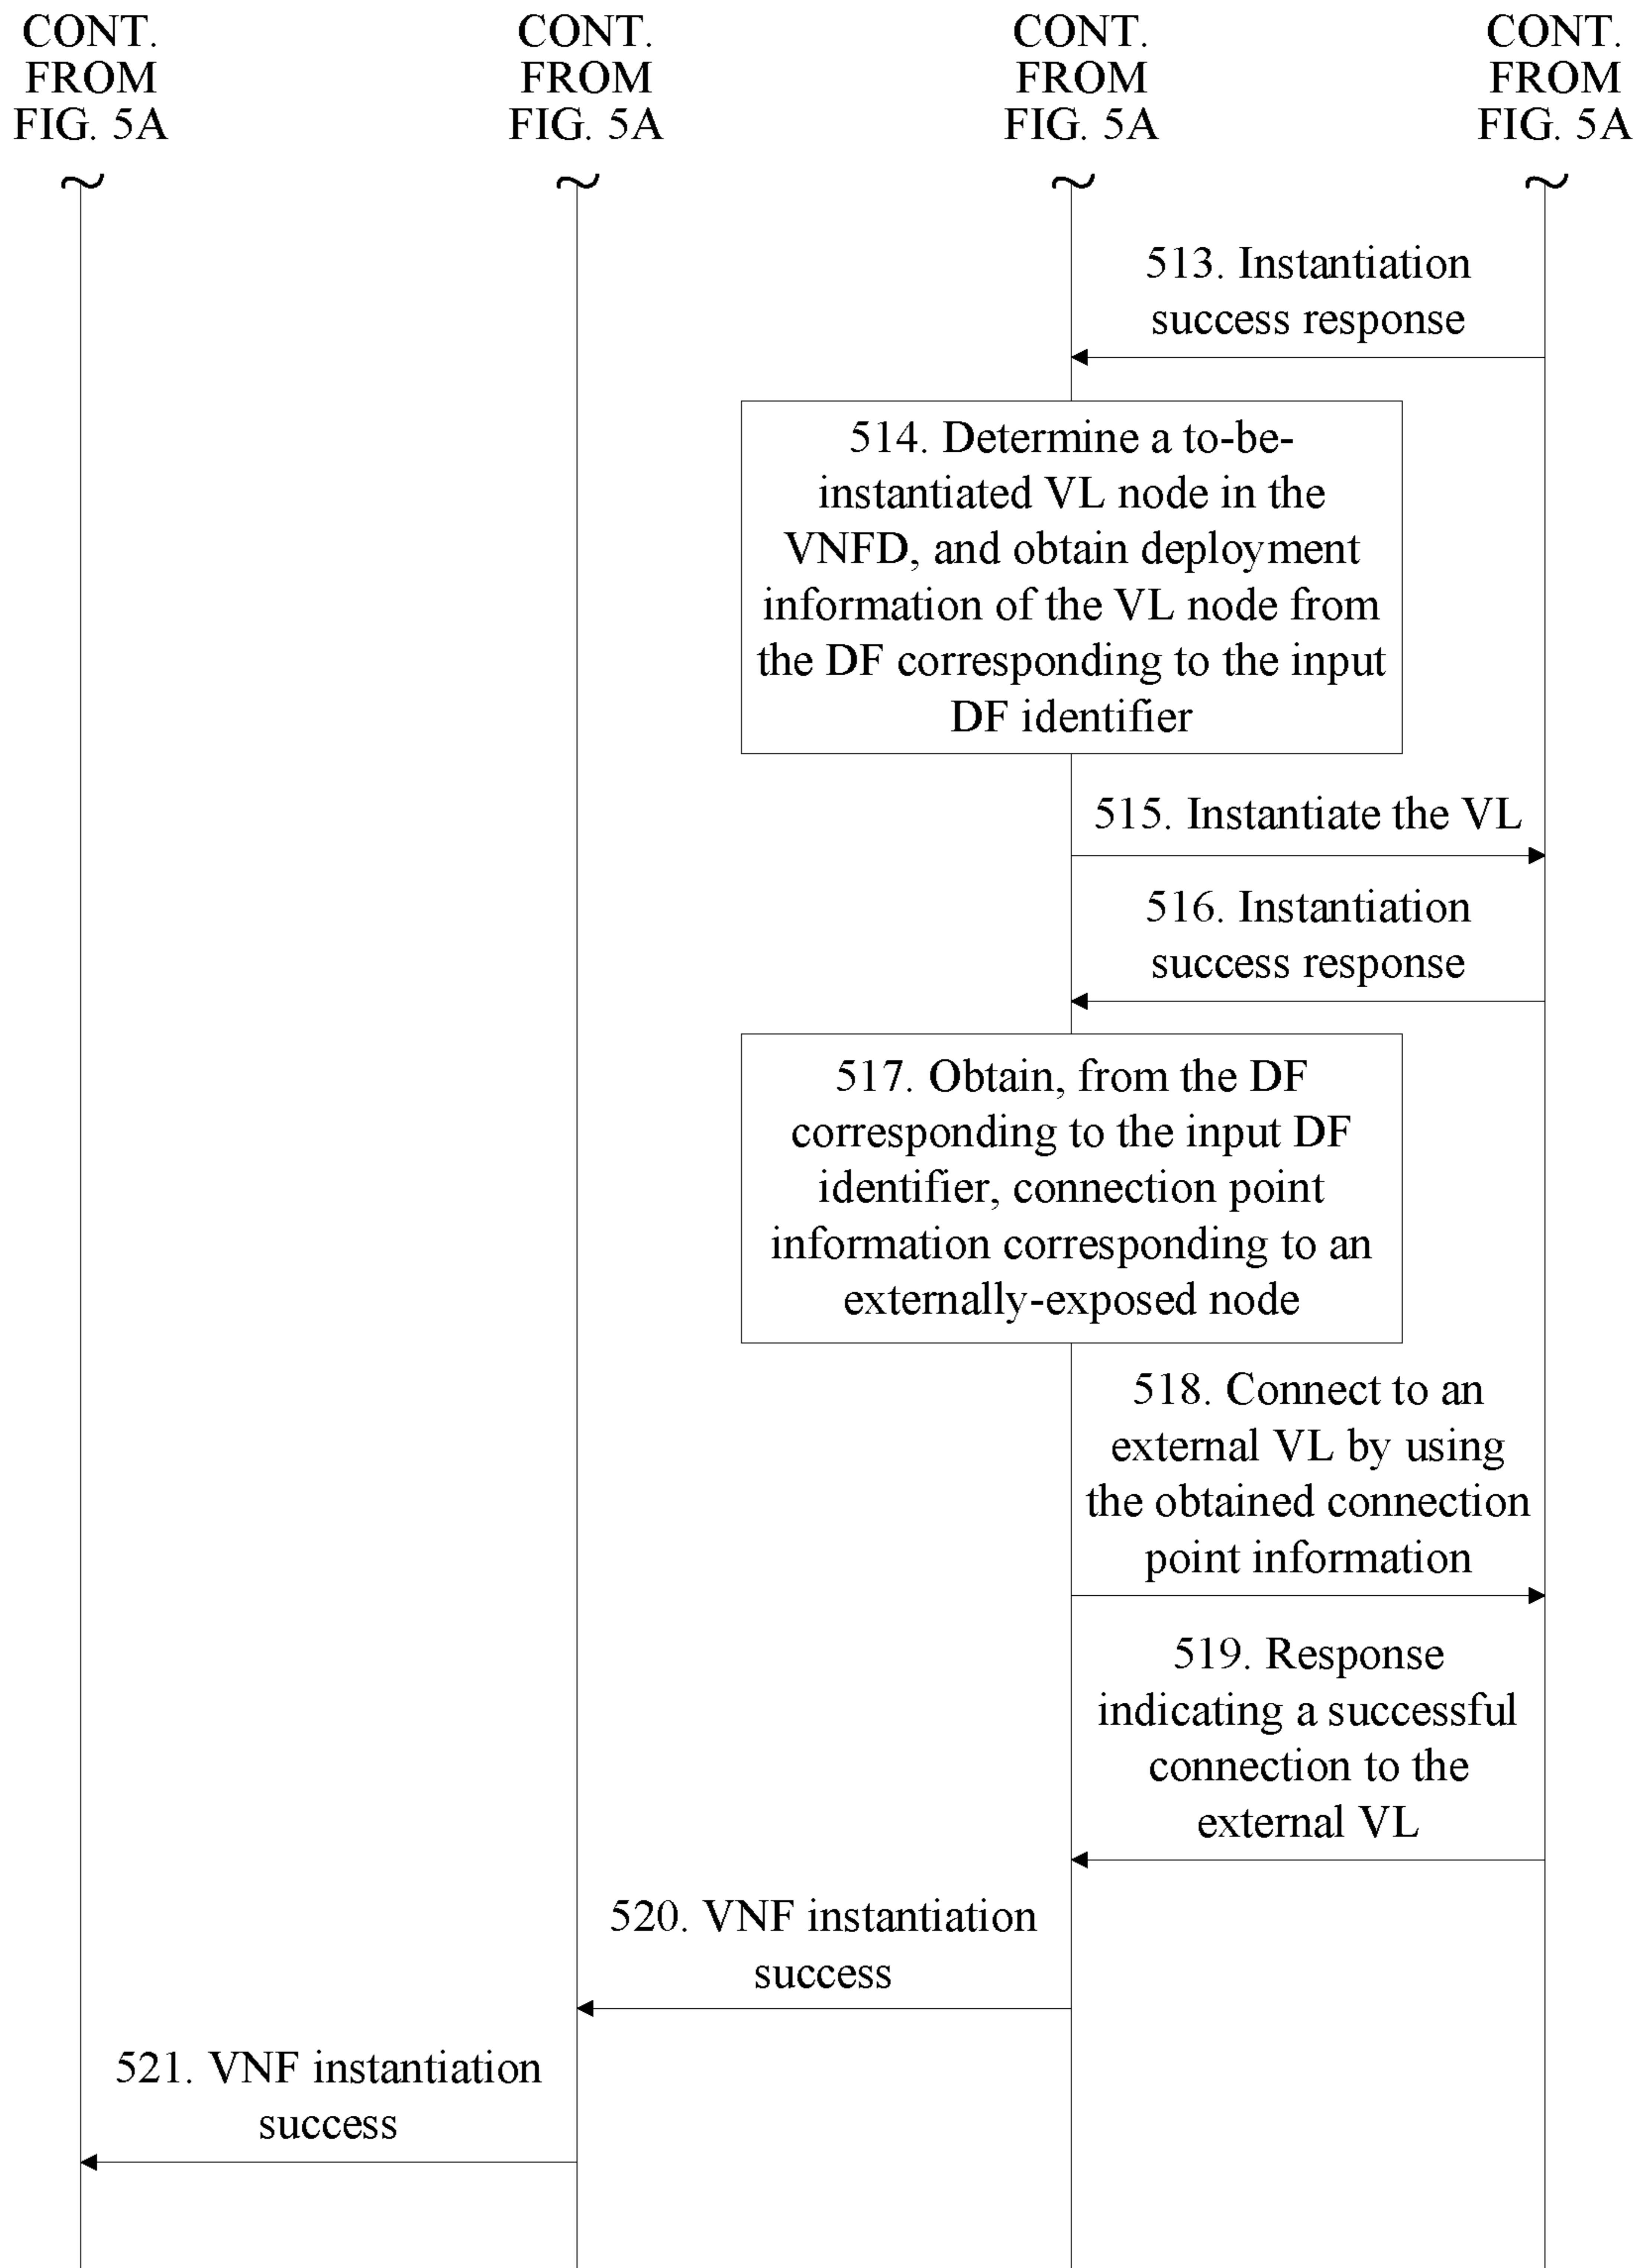 CONT.
FROM
FIG. 5A
CONT.
FROM
FIG. 5A
CONT.
FROM
FIG. 5A
CONT.
FROM
FIG. 5A
513. Instantiation
success response
514. Determine a to-be-
instantiated VL node in the
VNFD, and obtain deployment
information of the VL node from
the DF corresponding to the input
DF identifier
515. Instantiate the VL
516. Instantiation
success response
517. Obtain, from the DF
corresponding to the input DF
identifier, connection point
information corresponding to an
externally-exposed node
518. Connect to an
external VL by using
the obtained connection
point information
519. Response
indicating a successful
connection to the
external VL
520. VNF instantiation
success
521. VNF instantiation
success